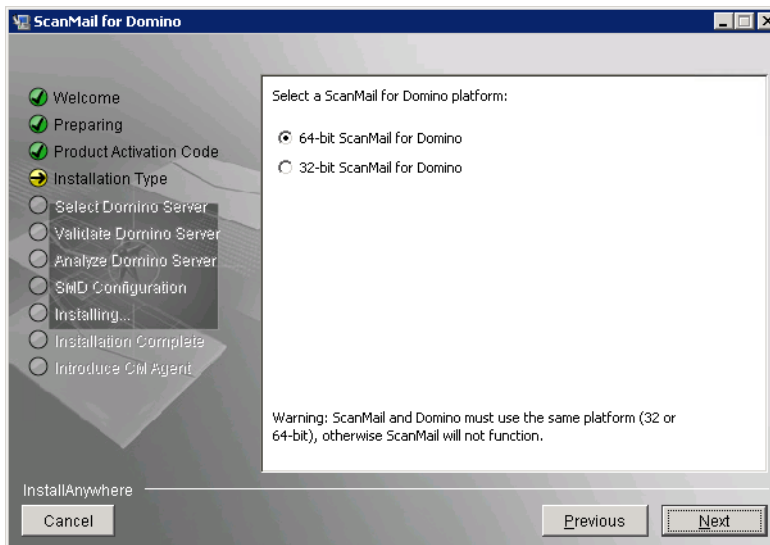 ScanMail for Domino
Welcome
Preparing
Product Activation Code
Installation Type
Select Domino Server
Validate Domino Server
Analyze Domino Server
SMD Configuration
Installing...
Installation Complete
Introduce CM Agent
Select a ScanMail for Domino platform:
64-bit ScanMail for Domino
32-bit ScanMail for Domino
Warning: ScanMail and Domino must use the same platform (32 or
64-bit), otherwise ScanMail will not function.
InstallAnywhere
Cancel
Previous
Next